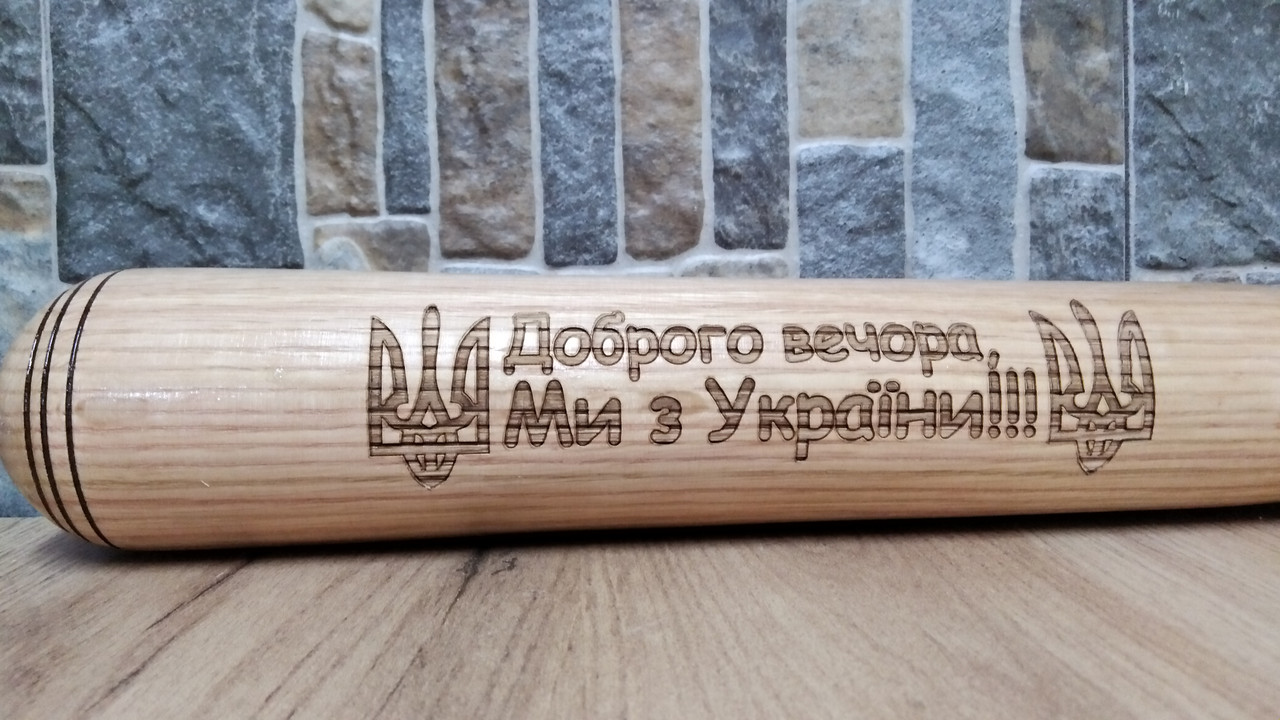 Доброго вечора,
Ми з України!!!